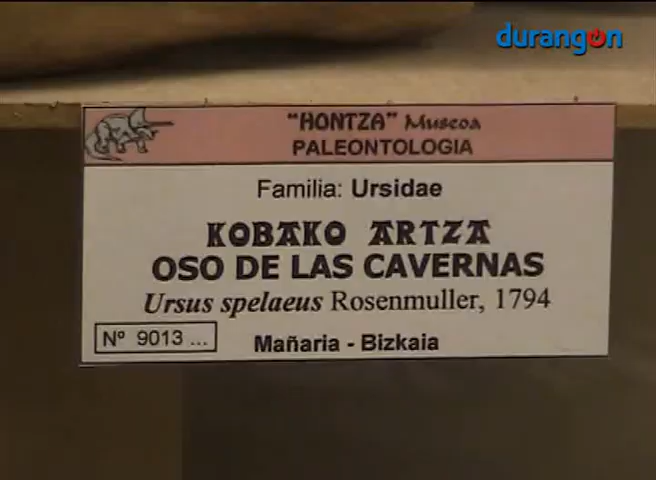 durangon
"HONTZA" Museoa
PALEONTOLOGIA
Familia: Ursidae
KOBAKO ARTZA
OSO DE LAS CAVERNAS
Ursus spelaeus Rosenmuller, 1794
Nº 9013 ...
Mañaria - Bizkaia